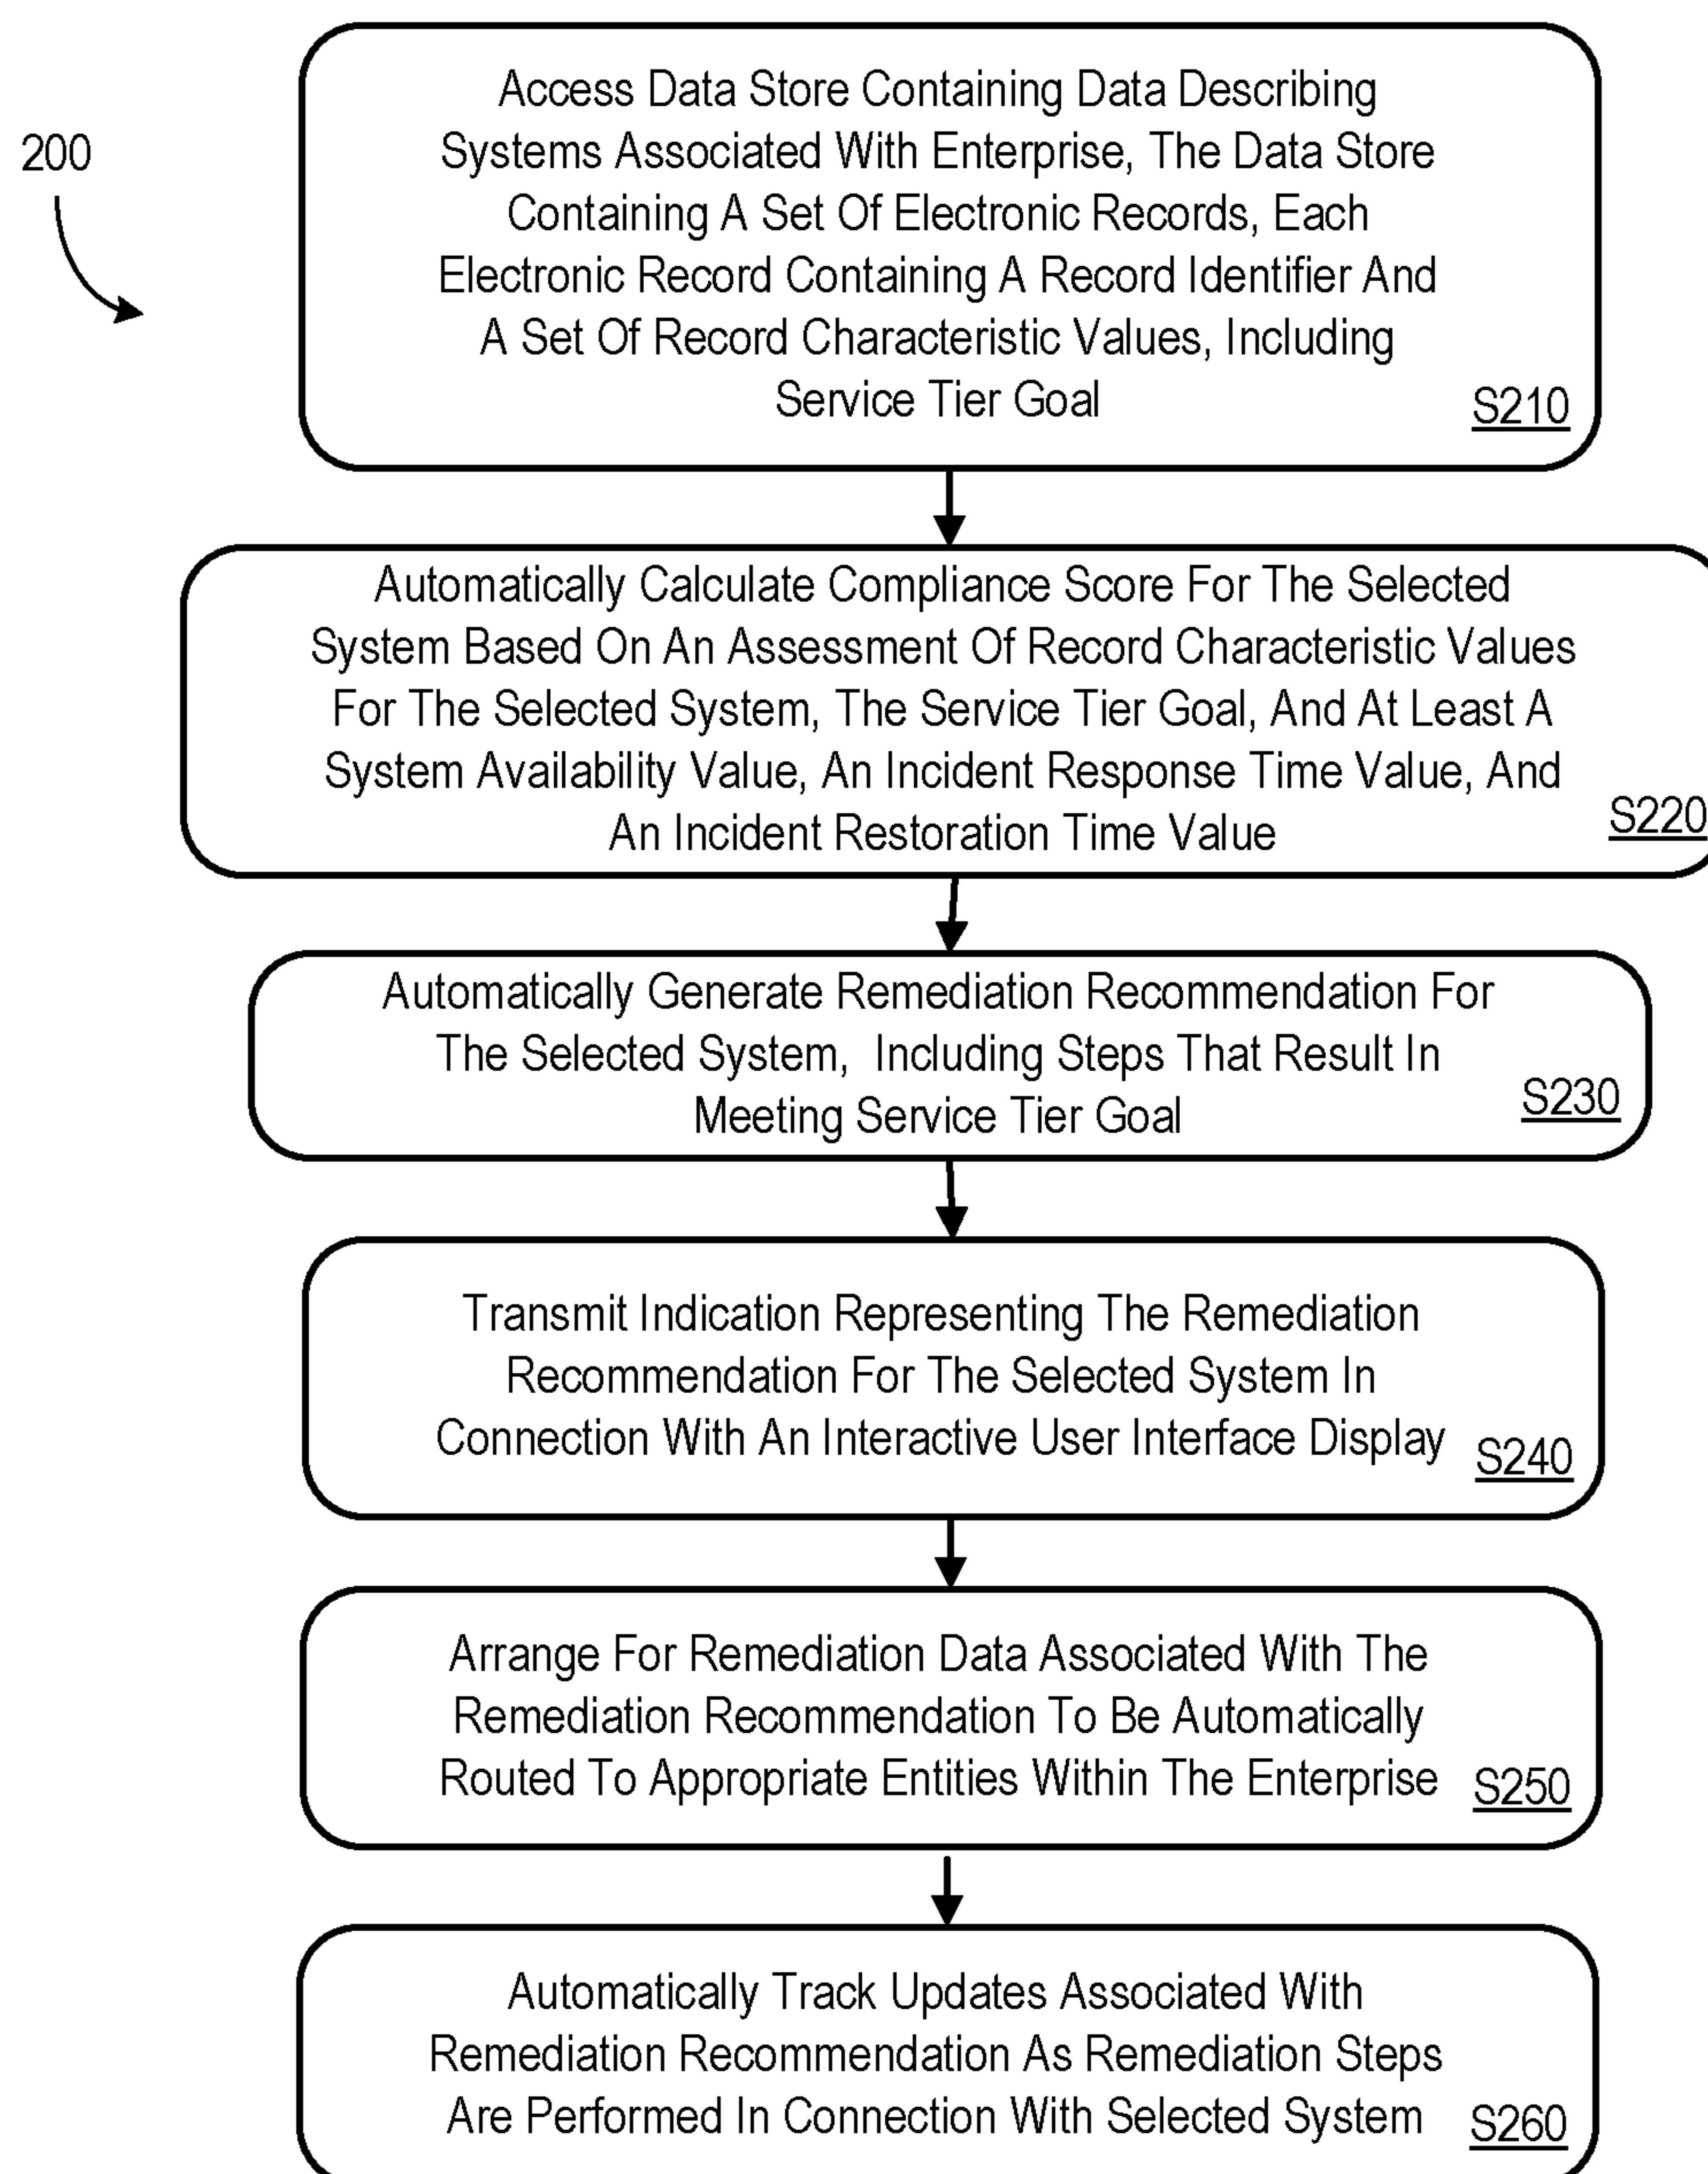 200
Access Data Store Containing Data Describing
Systems Associated With Enterprise, The Data Store
Containing A Set Of Electronic Records, Each
Electronic Record Containing A Record Identifier And
A Set Of Record Characteristic Values, Including
Service Tier Goal
S210
Automatically Calculate Compliance Score For The Selected
System Based On An Assessment Of Record Characteristic Values
For The Selected System, The Service Tier Goal, And At Least A
System Availability Value, An Incident Response Time Value, And
An Incident Restoration Time Value
S220
Automatically Generate Remediation Recommendation For
The Selected System, Including Steps That Result In
Meeting Service Tier Goal
S230
Transmit Indication Representing The Remediation
Recommendation For The Selected System In
Connection With An Interactive User Interface Display
S240
Arrange For Remediation Data Associated With The
Remediation Recommendation To Be Automatically
Routed To Appropriate Entities Within The Enterprise
S250
Automatically Track Updates Associated With
Remediation Recommendation As Remediation Steps
Are Performed In Connection With Selected System
S260